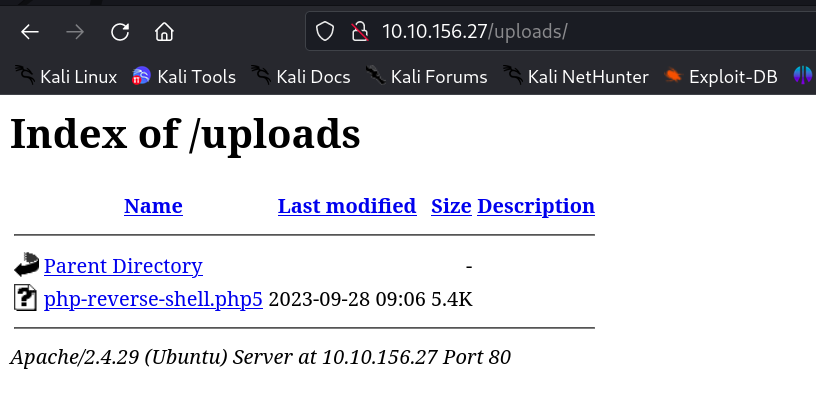 10.10.156.27/uploads/
Kali Linux Kali Tools Kali Docs Kali Forums Kali NetHunter Exploit-DB
Index of /uploads
Name Last modified Size Description
Parent Directory -
php-reverse-shell.php5 2023-09-28 09:06 5.4K
Apache/2.4.29 (Ubuntu) Server at 10.10.156.27 Port 80